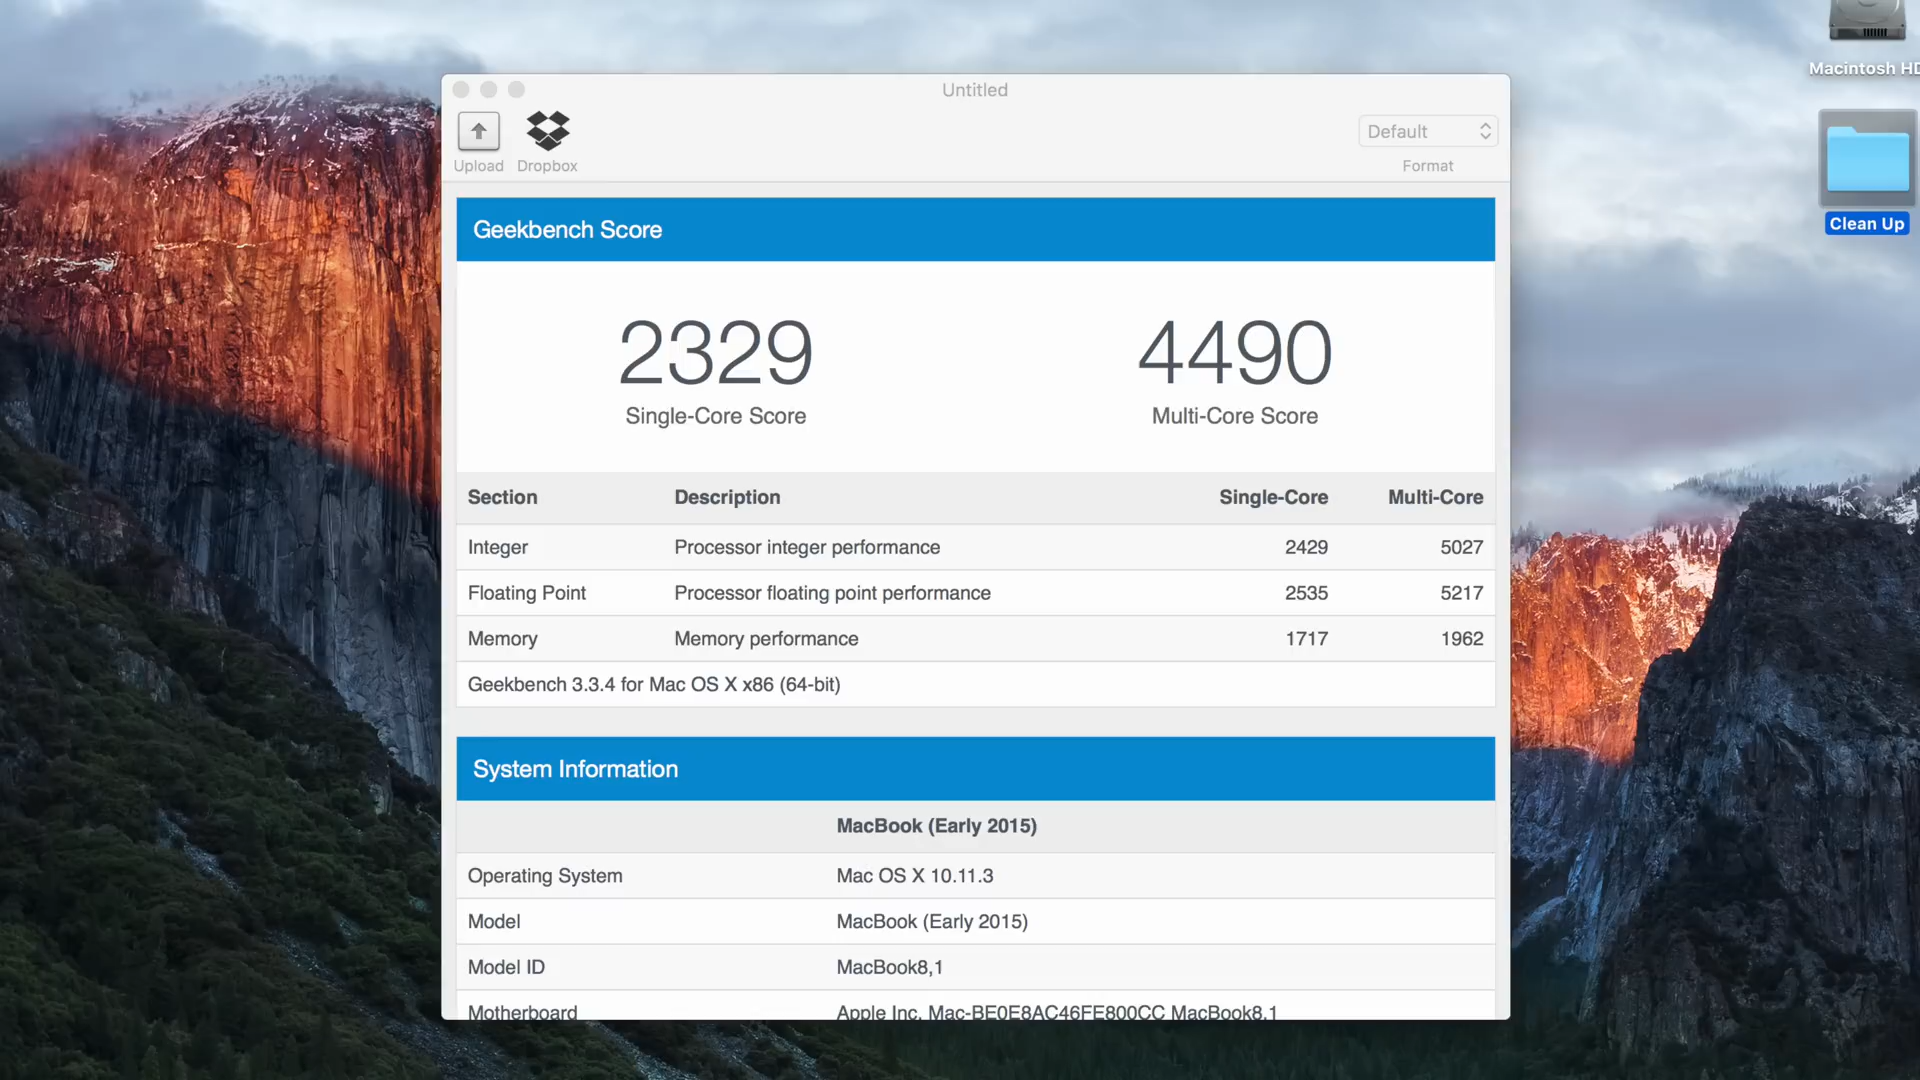 Untitled
Macintosh HD
Upload Dropbox
Default
Format
Clean Up
Geekbench Score
2329 4490
Single-Core Score Multi-Core Score
Section Description Single-Core Multi-Core
Integer Processor integer performance 2429 5027
Floating Point Processor floating point performance 2535 5217
Memory Memory performance 1717 1962
Geekbench 3.3.4 for Mac OS X x86 (64-bit)
System Information
MacBook (Early 2015)
Operating System Mac OS X 10.11.3
Model MacBook (Early 2015)
Model ID MacBook8,1
Motherboard Apple Inc. Mac-BE0E8AC46FE800CC MacBook8,1